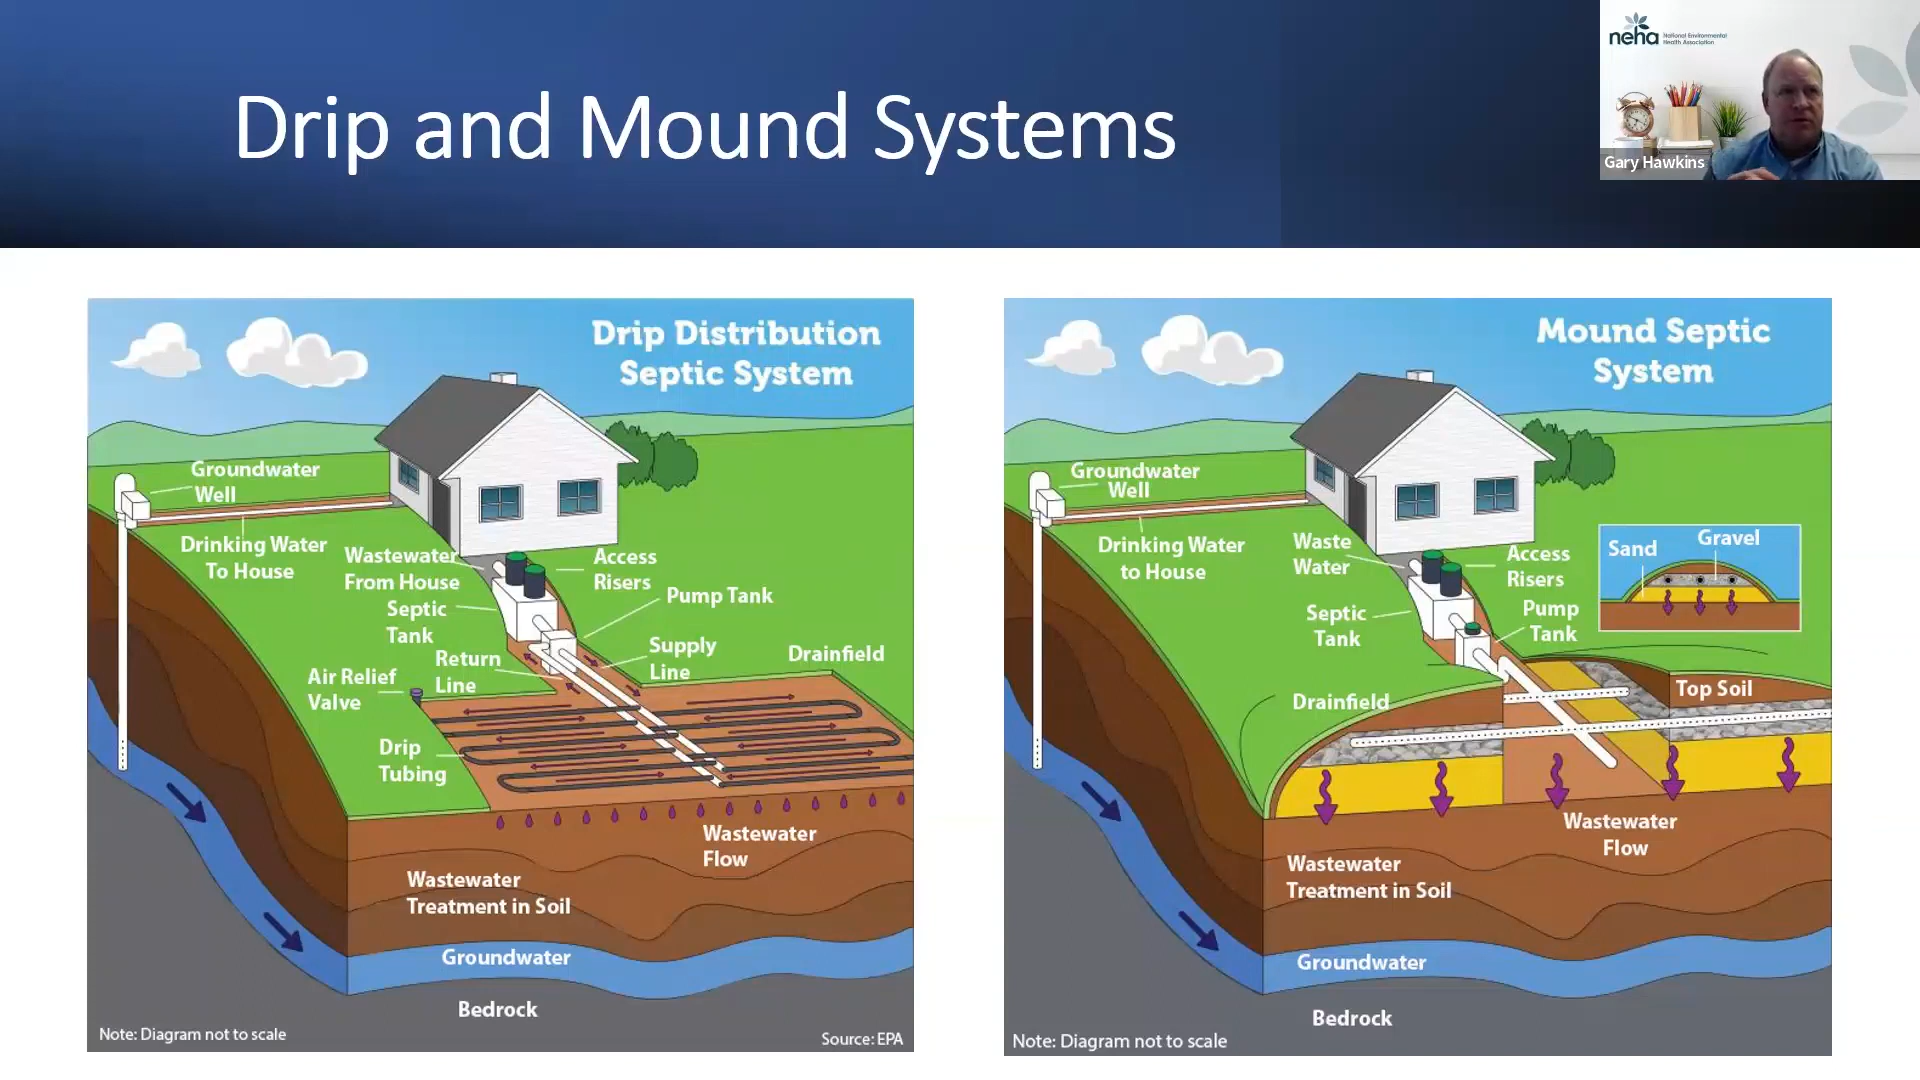 Drip and Mound Systems
neha National Environmental
Health Association
Gary Hawkins
Drip Distribution
Septic System
Groundwater
Well
Drinking Water
To House
Wastewater
From House
Septic
Tank
Access
Risers
Pump Tank
Supply
Line
Drainfield
Return
Line
Air Relief
Valve
Drip
Tubing
Wastewater
Flow
Wastewater
Treatment in Soil
Groundwater
Bedrock
Note: Diagram not to scale
Source: EPA
Mound Septic
System
Groundwater
Well
Drinking Water
to House
Waste
Water
Septic
Tank
Access
Risers
Pump
Tank
Sand
Gravel
Drainfield
Top Soil
Wastewater
Flow
Wastewater
Treatment in Soil
Groundwater
Bedrock
Note: Diagram not to scale